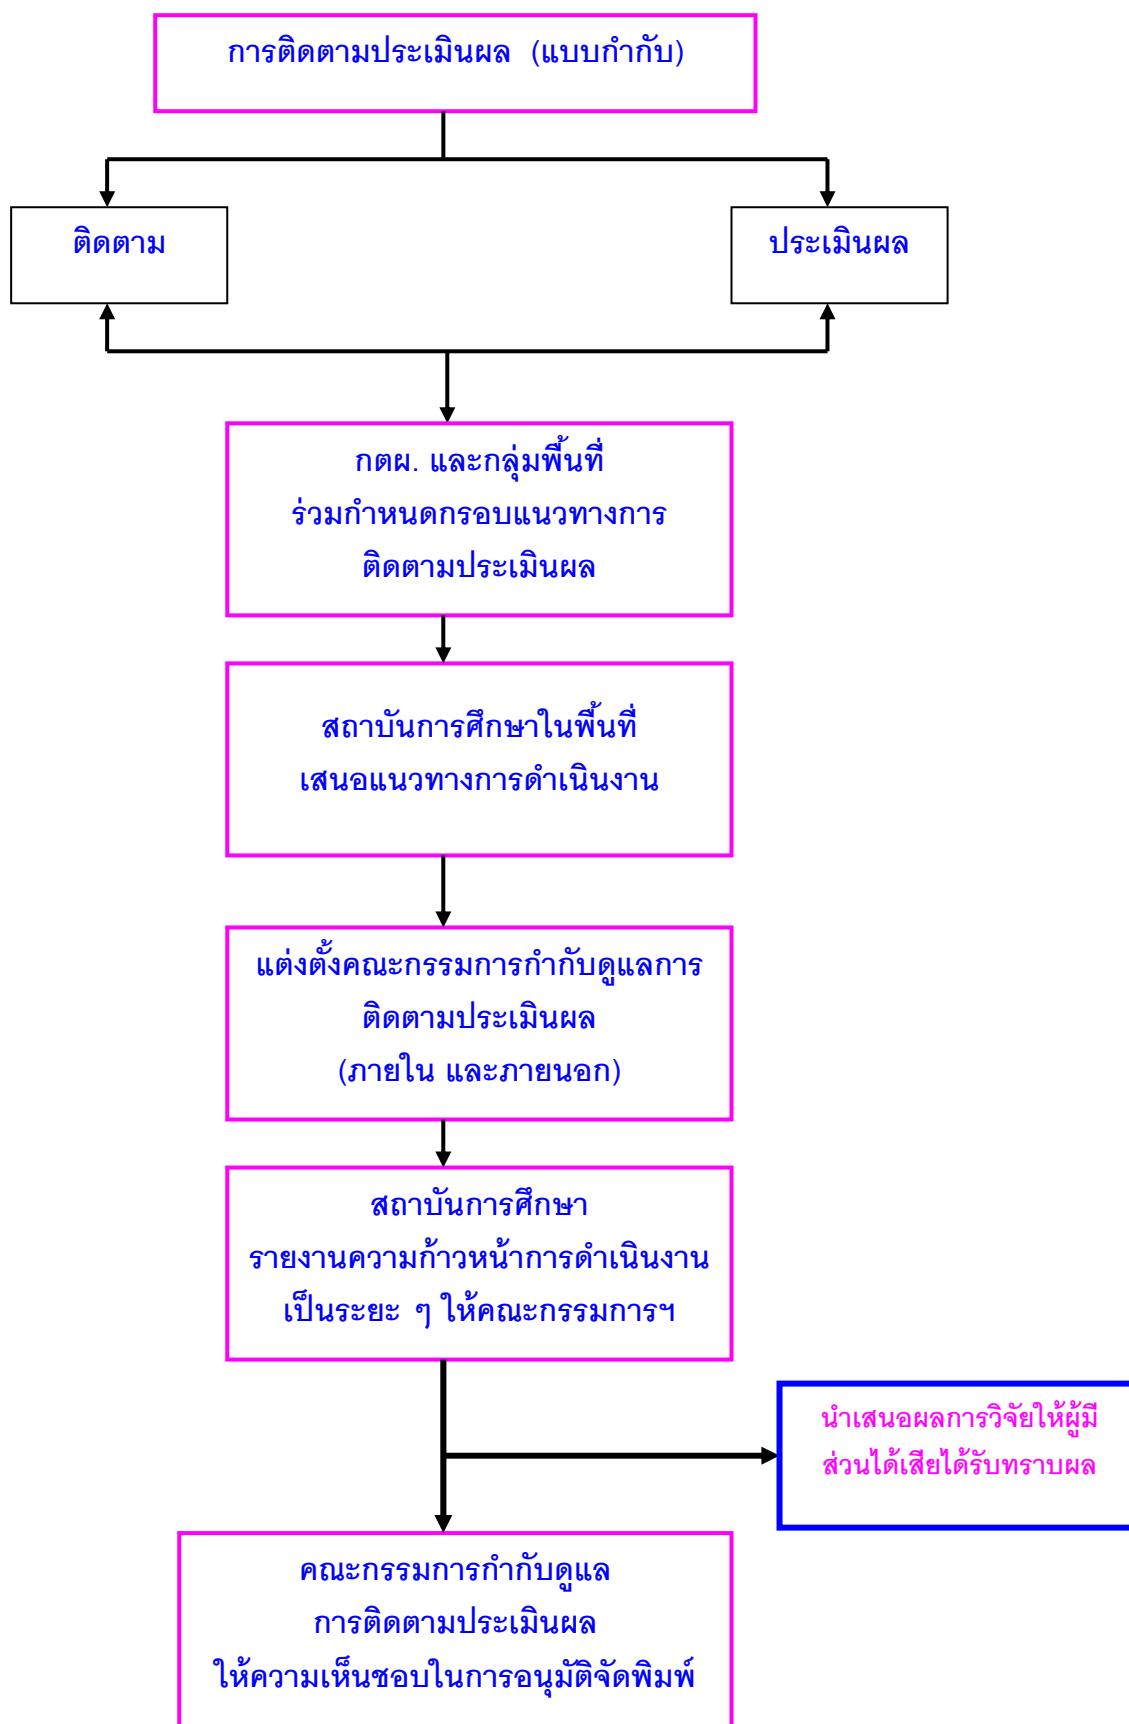 การติดตามประเมินผล (แบบกำกับ)
ติดตาม
ประเมินผล
กตผ. และกลุ่มพื้นที่
ร่วมกำหนดกรอบแนวทางการ
ติดตามประเมินผล
สถาบันการศึกษาในพื้นที่
เสนอแนวทางการดำเนินงาน
แต่งตั้งคณะกรรมการกำกับดูแลการ
ติดตามประเมินผล
(ภายใน และภายนอก)
สถาบันการศึกษา
รายงานความก้าวหน้าการดำเนินงาน
เป็นระยะ ๆ ให้คณะกรรมการฯ
นำเสนอผลการวิจัยให้ผู้มี
ส่วนได้เสียได้รับทราบผล
คณะกรรมการกำกับดูแล
การติดตามประเมินผล
ให้ความเห็นชอบในการอนุมัติจัดพิมพ์